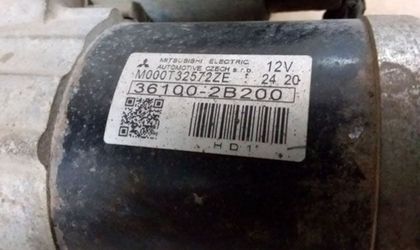 MITSUBISHI ELECTRIC
AUTOMOTIVE CZECH s.r.o. 12V
M000T32572ZE 24 20
36100-2B200
HD1